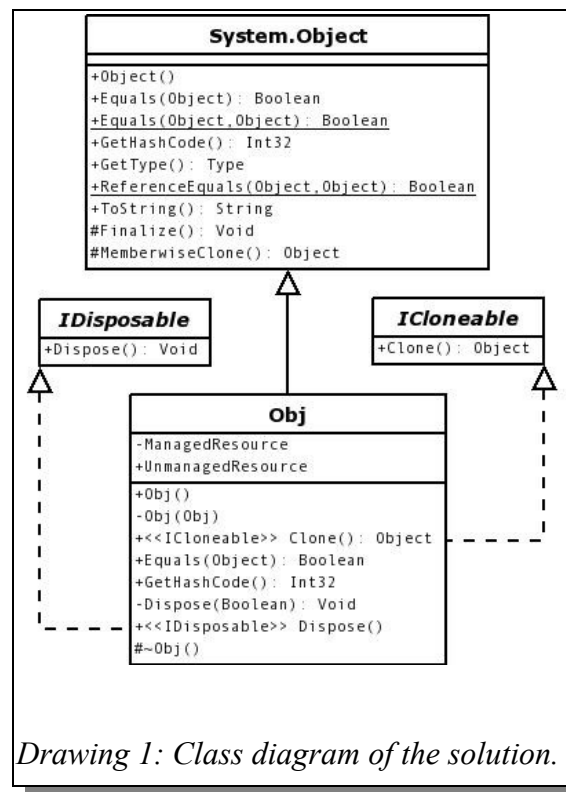 System.Object
+Object()
+Equals(Object): Boolean
+Equals(Object,Object): Boolean
+GetHashCode(): Int32
+GetType(): Type
+ReferenceEquals(Object,Object): Boolean
+ToString(): String
#Finalize(): Void
#MemberwiseClone(): Object
IDisposable
+Dispose(): Void
ICloneable
+Clone(): Object
Obj
-ManagedResource
+UnmanagedResource
+Obj()
-Obj(Obj)
+<<ICloneable>> Clone(): Object
+Equals(Object): Boolean
+GetHashCode(): Int32
-Dispose(Boolean): Void
+<<IDisposable>> Dispose()
#~Obj()
Drawing 1: Class diagram of the solution.